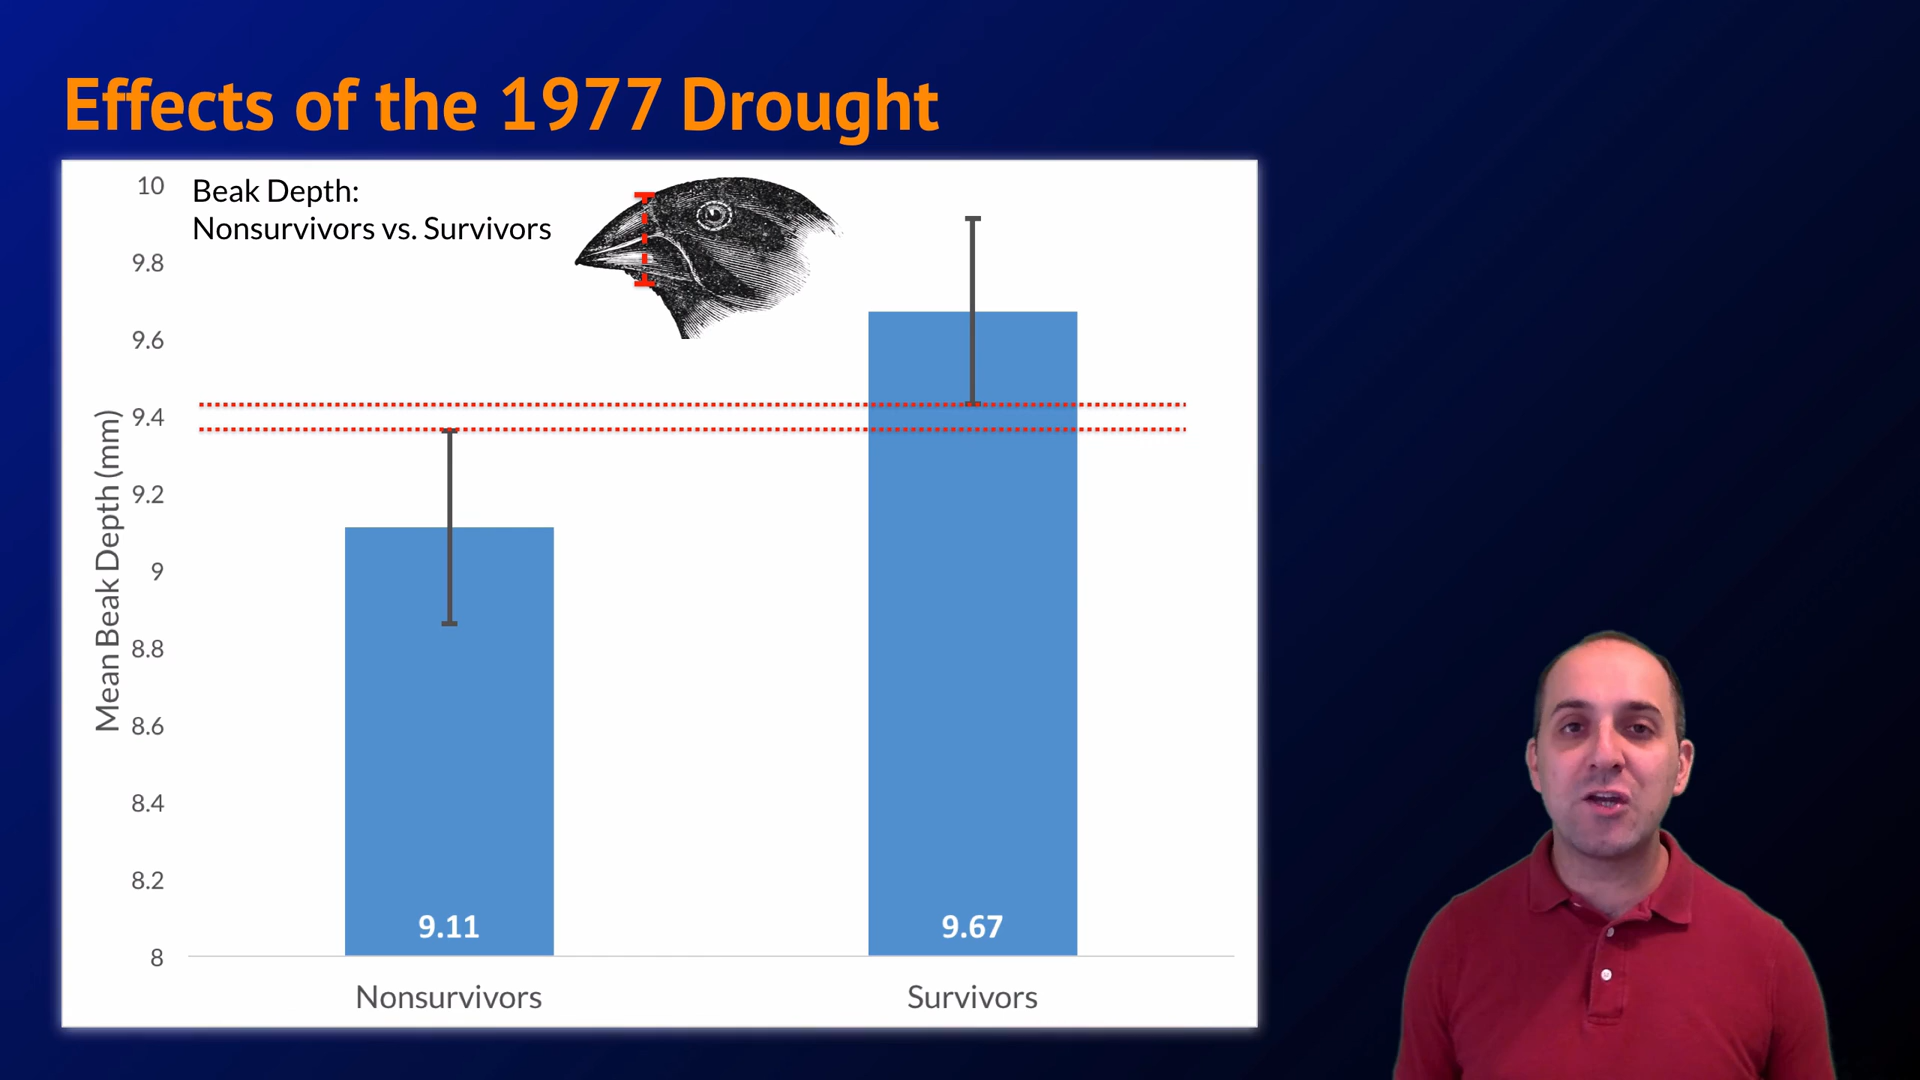 Effects of the 1977 Drought
Beak Depth:
Nonsurvivors vs. Survivors
Mean Beak Depth (mm)
10
9.8
9.6
9.4
9.2
9
8.8
8.6
8.4
8.2
8
9.11
9.67
Nonsurvivors
Survivors